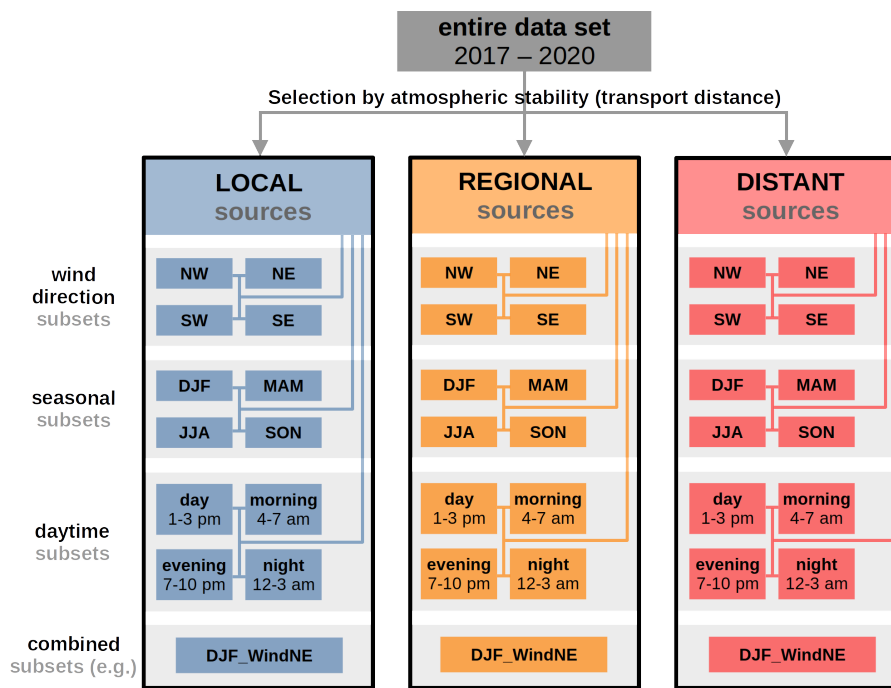 entire data set
2017 – 2020
Selection by atmospheric stability (transport distance)
LOCAL
sources
REGIONAL
sources
DISTANT
sources
wind
direction
subsets
NW NE
SW SE
NW NE
SW SE
NW NE
SW SE
seasonal
subsets
DJF MAM
JJA SON
DJF MAM
JJA SON
DJF MAM
JJA SON
daytime
subsets
day morning
1-3 pm 4-7 am
evening night
7-10 pm 12-3 am
day morning
1-3 pm 4-7 am
evening night
7-10 pm 12-3 am
day morning
1-3 pm 4-7 am
evening night
7-10 pm 12-3 am
combined
subsets (e.g.)
DJF_WindNE
DJF_WindNE
DJF_WindNE